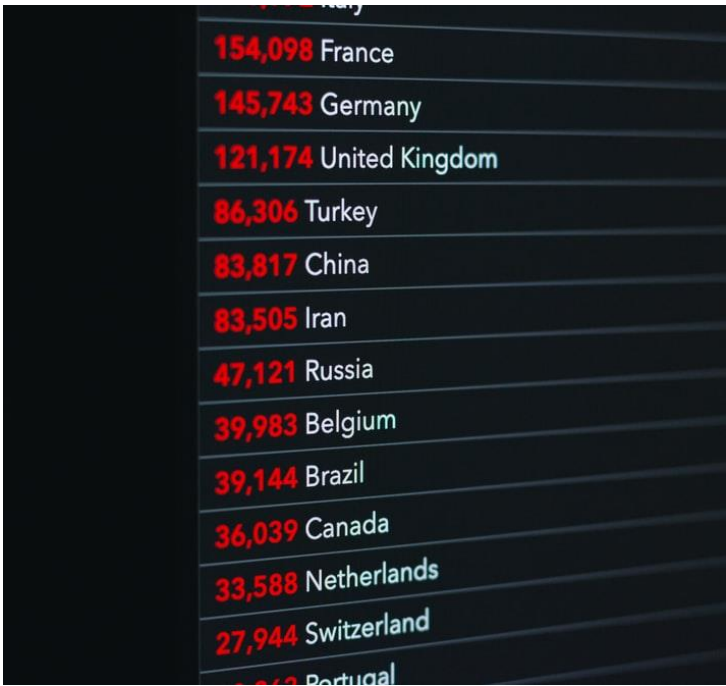 Italy
154,098 France
145,743 Germany
121,174 United Kingdom
86,306 Turkey
83,817 China
83,505 Iran
47,121 Russia
39,983 Belgium
39,144 Brazil
36,039 Canada
33,588 Netherlands
27,944 Switzerland
Portugal